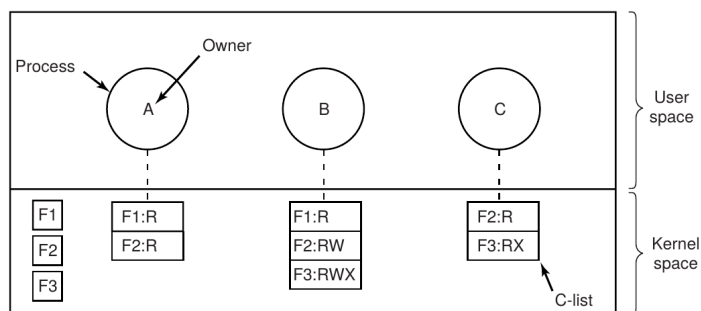 Owner
Process
A
B
C
User
space
F1
F2
F3
F1:R
F2:R
F1:R
F2:RW
F3:RWX
F2:R
F3:RX
C-list
Kernel
space